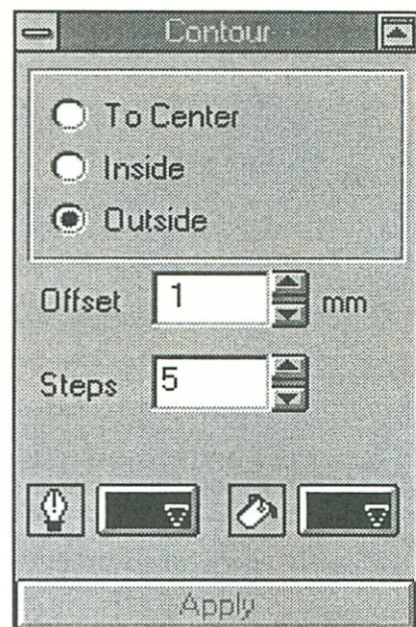 Contour
To Center
Inside
Outside
Offset 1 mm
Steps 5
Apply